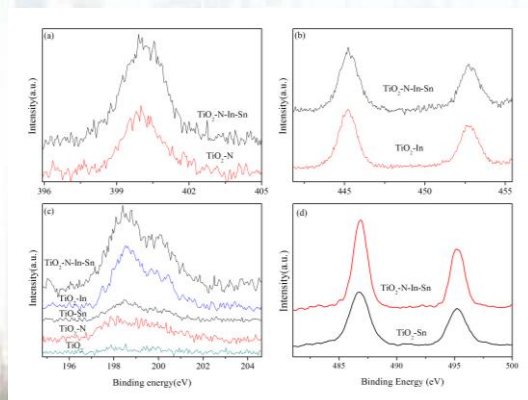 (a)
Intensity(a.u.)
TiO₂-N-In-Sn
TiO₂-N
396 399 402 405
(b)
Intensity(a.u.)
TiO₂-N-In-Sn
TiO₂-In
445 450 455
(c)
Intensity(a.u.)
TiO₂-N-In-Sn
TiO₂-In
TiO-Sn
TiO₂-N
TiO₂
196 198 200 202 204
Binding energy(eV)
(d)
Intensity(a.u.)
TiO₂-N-In-Sn
TiO₂-Sn
485 490 495 500
Binding Energy (eV)